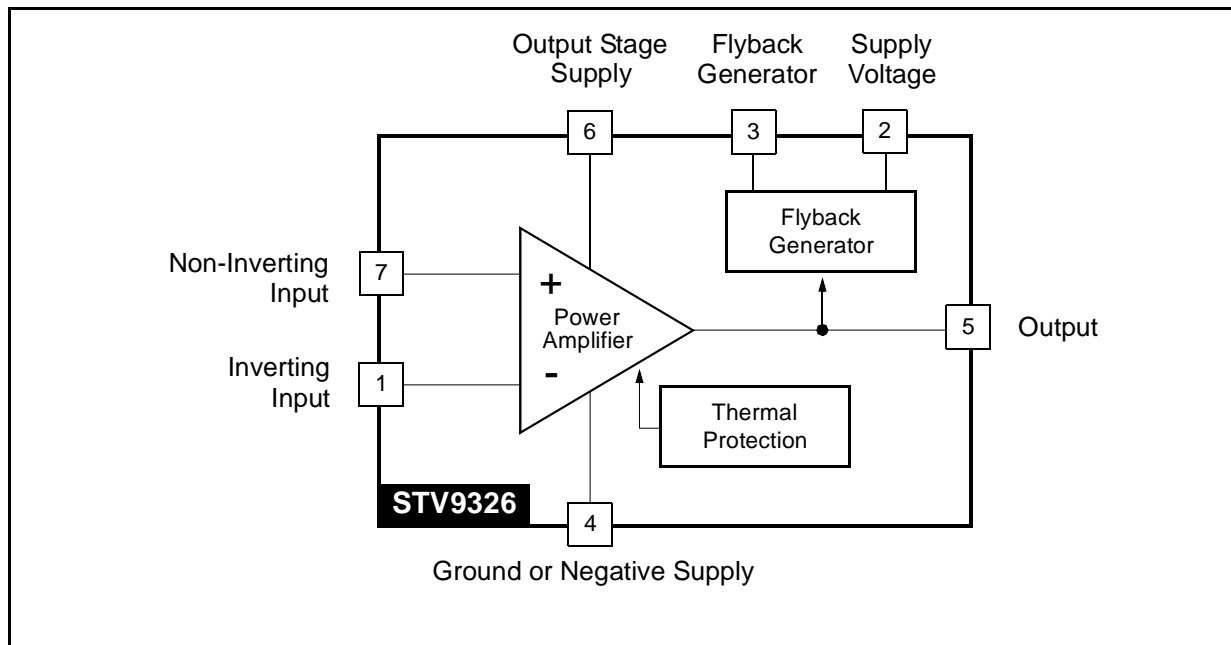 Output Stage
Supply
Flyback
Generator
Supply
Voltage
6
3
2
Flyback
Generator
Non-Inverting
Input
7
+
Power
Amplifier
-
5
Output
Inverting
Input
1
Thermal
Protection
STV9326
4
Ground or Negative Supply